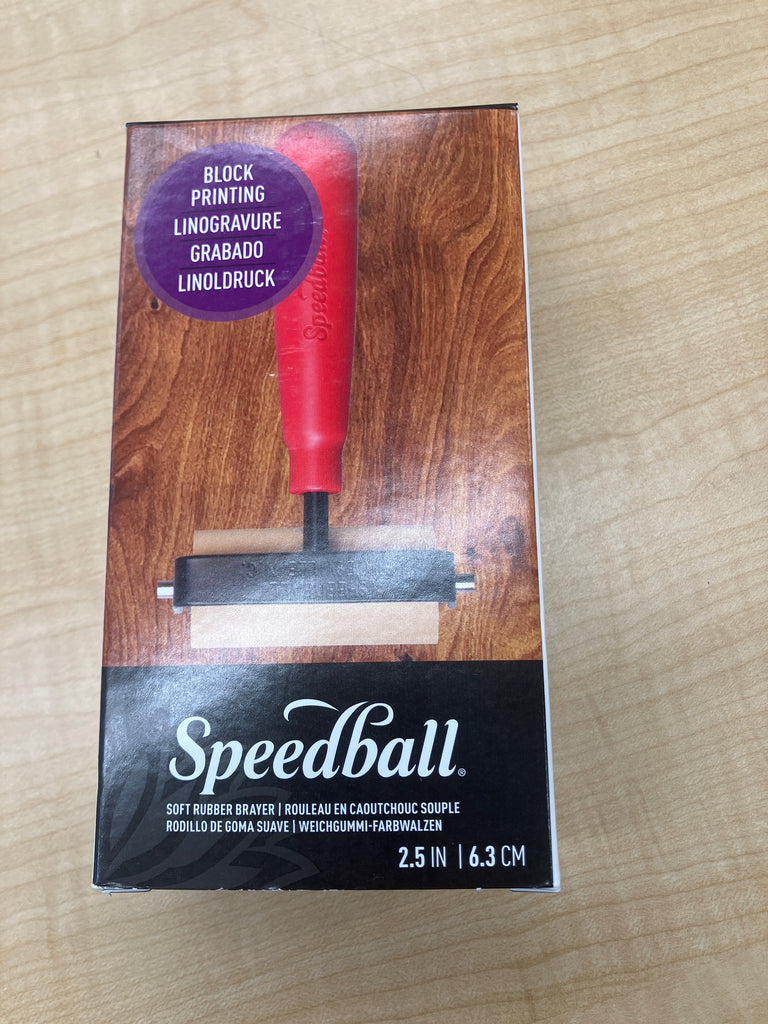 BLOCK
PRINTING
LINOGRAVURE
GRABADO
LINOLDRUCK
Speedball
Speedball®
SOFT RUBBER BRAYER | ROULEAU EN CAOUTCHOUC SOUPLE
RODILLO DE GOMA SUAVE | WEICHGUMMI-FARBWALZEN
2.5 IN | 6.3 CM